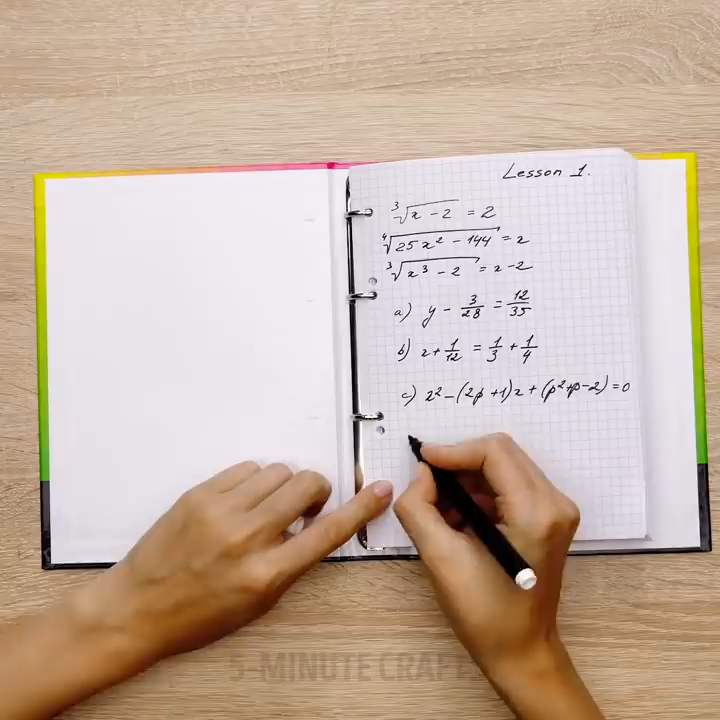 Lesson 1.
∛(x - 2) = 2
∜(25x² - 144) = x
∛(x³ - 2) = x - 2
a) y - 3/28 = 12/35
b) x + 1/12 = 1/3 + 1/4
c) x² - (2p + 1)x + (p² + p - 2) = 0
5-MINUTE CRAFTS